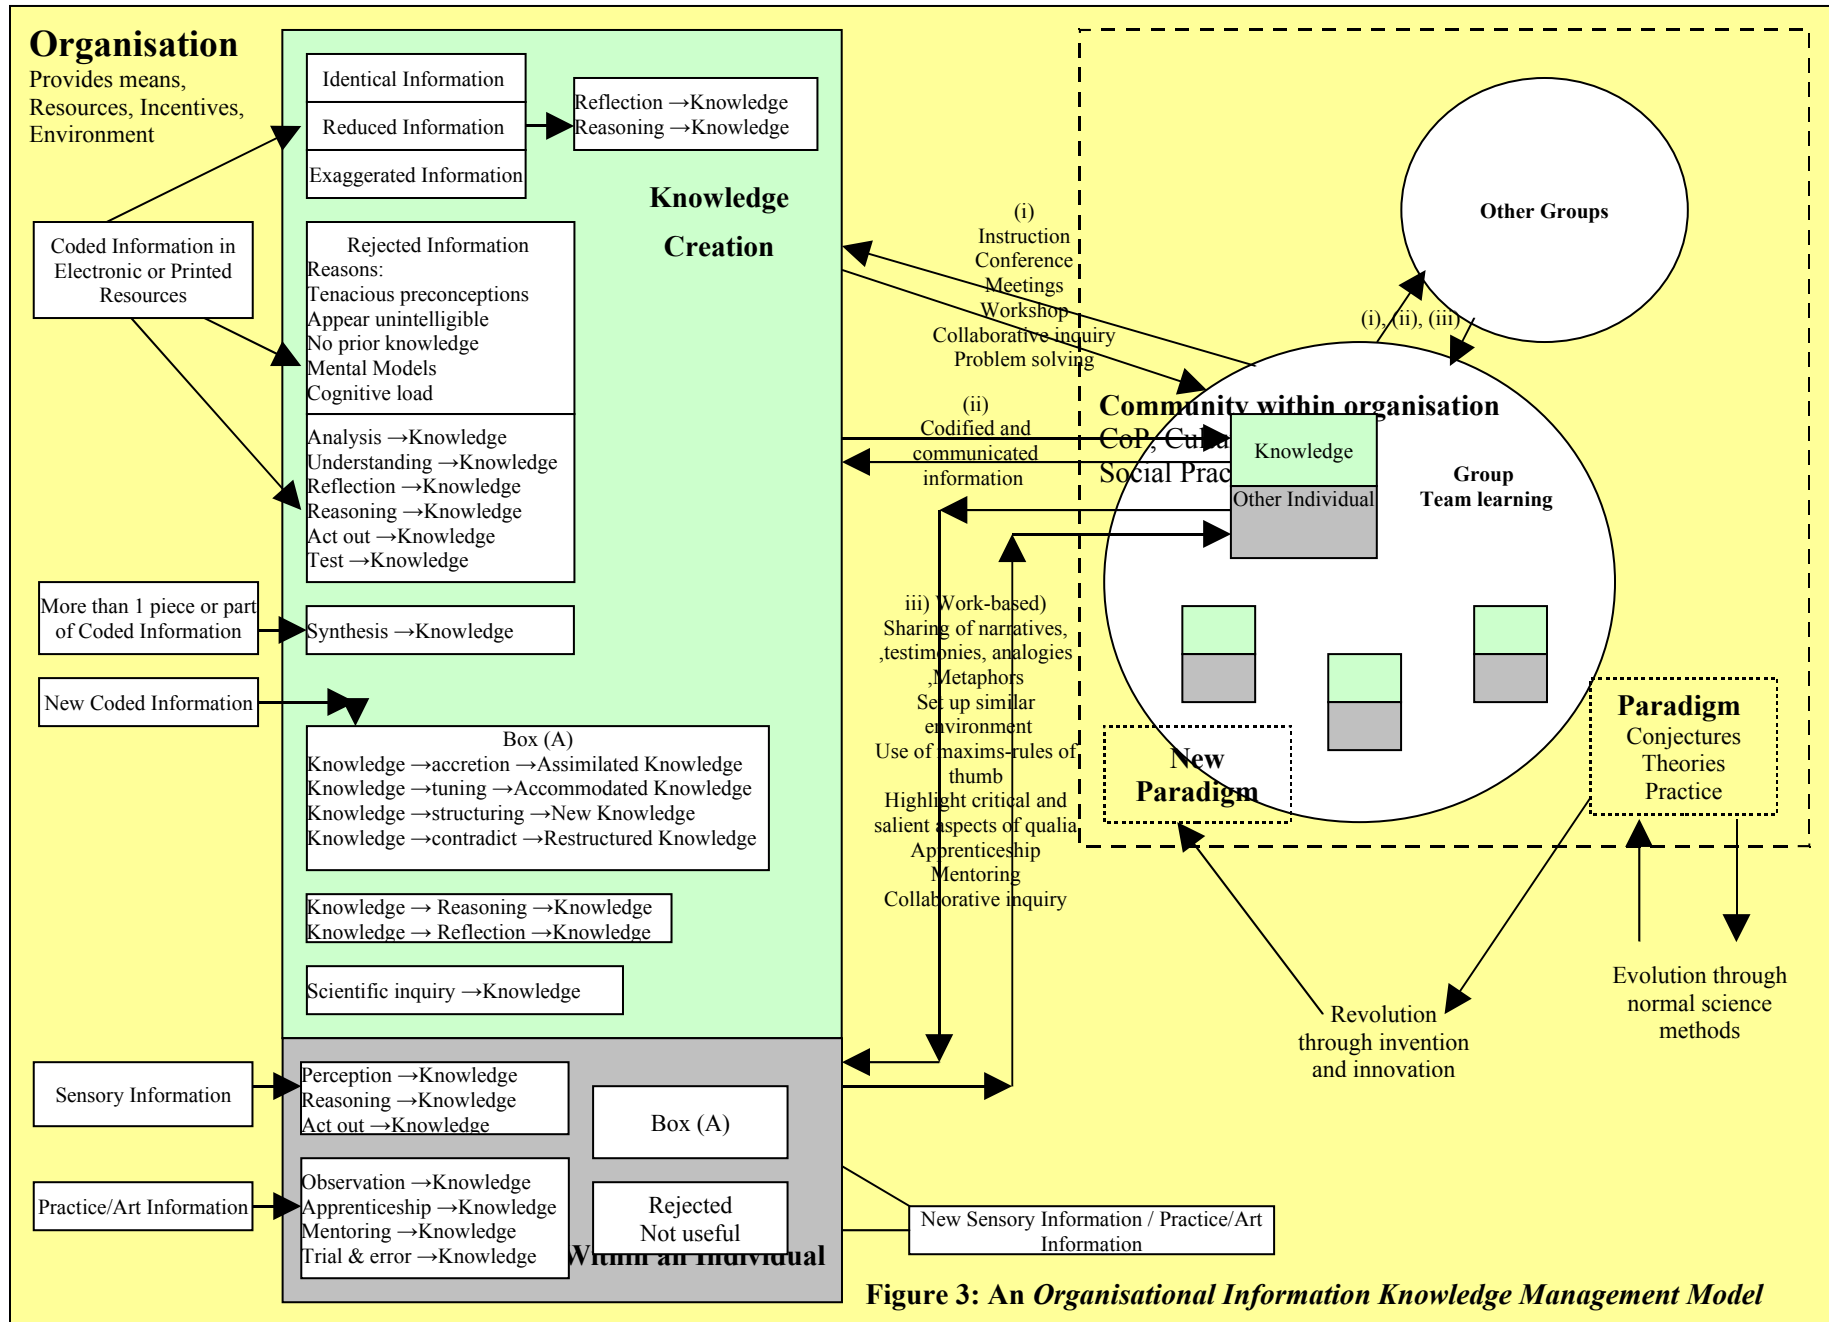 Organisation
Provides means,
Resources, Incentives,
Environment
Coded Information in
Electronic or Printed
Resources
More than 1 piece or part
of Coded Information
New Coded Information
Sensory Information
Practice/Art Information
Identical Information
Reduced Information
Exaggerated Information
Reflection →Knowledge
Reasoning →Knowledge
Knowledge
Creation
Rejected Information
Reasons:
Tenacious preconceptions
Appear unintelligible
No prior knowledge
Mental Models
Cognitive load
Analysis →Knowledge
Understanding →Knowledge
Reflection →Knowledge
Reasoning →Knowledge
Act out →Knowledge
Test →Knowledge
Synthesis →Knowledge
Box (A)
Knowledge →accretion →Assimilated Knowledge
Knowledge →tuning →Accommodated Knowledge
Knowledge →structuring →New Knowledge
Knowledge →contradict →Restructured Knowledge
Knowledge → Reasoning →Knowledge
Knowledge → Reflection →Knowledge
Scientific inquiry →Knowledge
Perception →Knowledge
Reasoning →Knowledge
Act out →Knowledge
Observation →Knowledge
Apprenticeship →Knowledge
Mentoring →Knowledge
Trial & error →Knowledge
Box (A)
Rejected
Not useful
Within an Individual
(i)
Instruction
Conference
Meetings
Workshop
Collaborative inquiry
Problem solving
(ii)
Codified and
communicated
information
iii) Work-based)
Sharing of narratives,
,testimonies, analogies
,Metaphors
Set up similar
environment
Use of maxims-rules of
thumb
Highlight critical and
salient aspects of qualia
Apprenticeship
Mentoring
Collaborative inquiry
New Sensory Information / Practice/Art
Information
Other Groups
(i), (ii), (iii)
Community within organisation
CoP,
Social
Knowledge
Other Individual
Group
Team learning
New
Paradigm
Paradigm
Conjectures
Theories
Practice
Revolution
through invention
and innovation
Evolution through
normal science
methods
Figure 3: An Organisational Information Knowledge Management Model